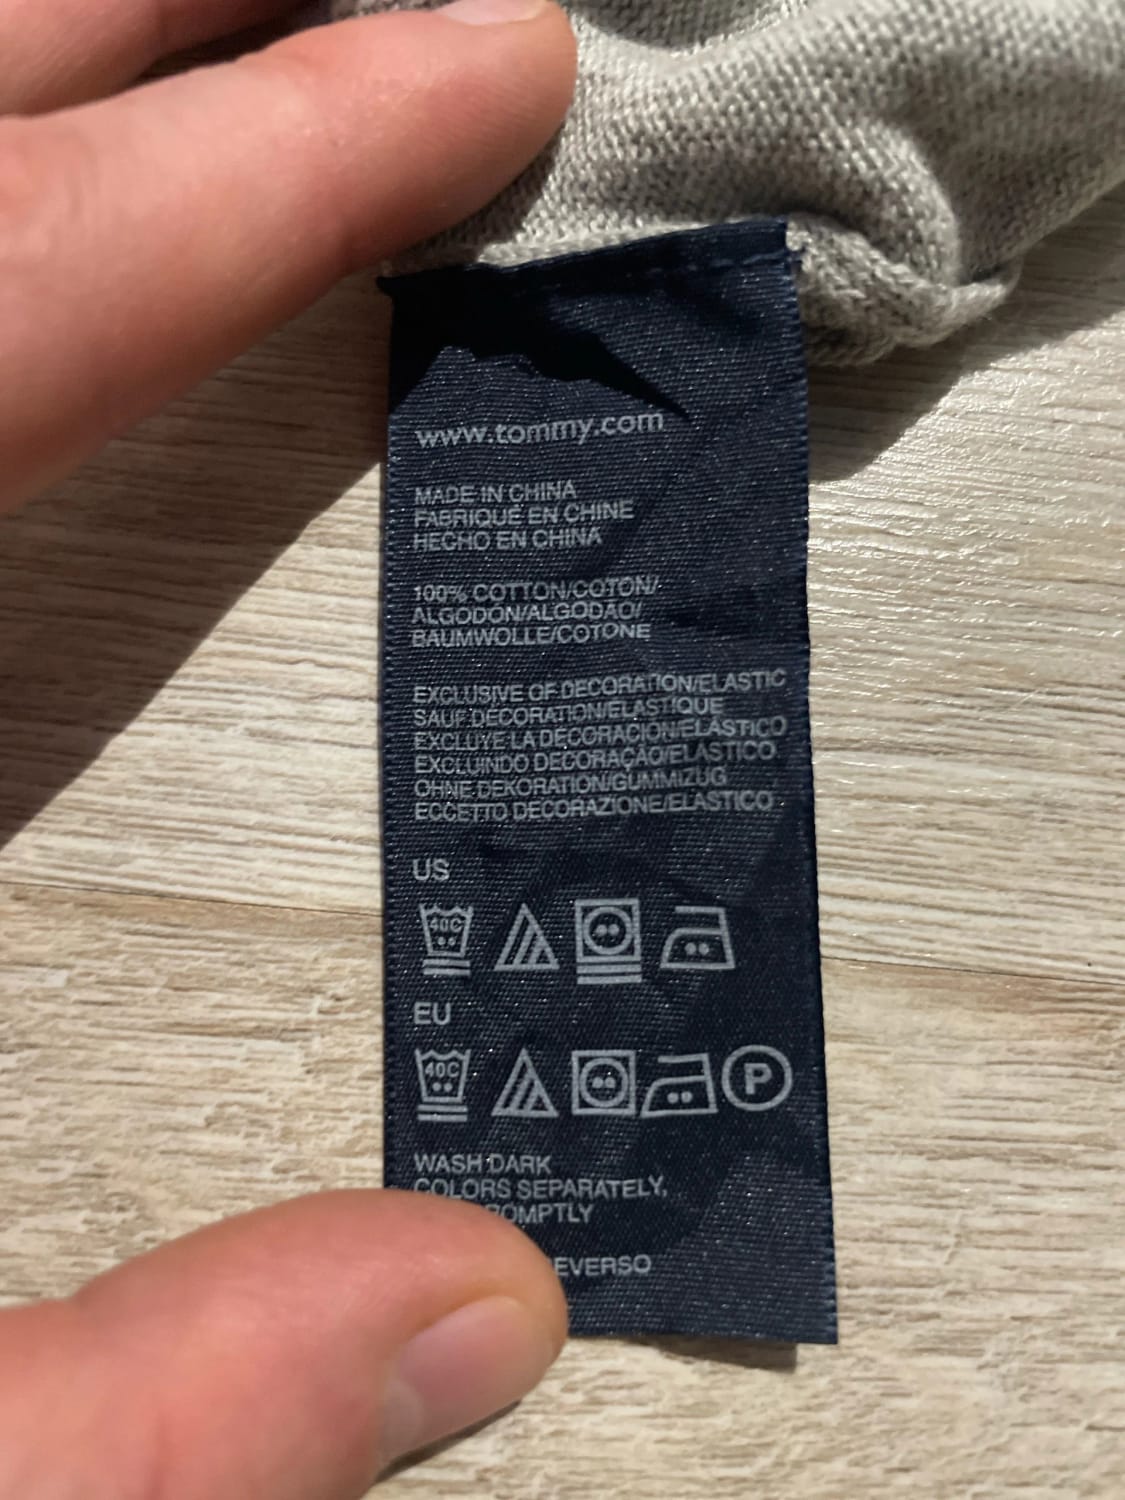 www.tommy.com
MADE IN CHINA
FABRIQUÉ EN CHINE
HECHO EN CHINA
100% COTTON/COTON/
ALGODÓN/ALGODÃO/
BAUMWOLLE/COTONE
EXCLUSIVE OF DECORATION/ELASTIC
SAUF DÉCORATION/ÉLASTIQUE
EXCLUYE LA DECORACIÓN/ELÁSTICO
EXCLUINDO DECORAÇÃO/ELÁSTICO
OHNE DEKORATION/GUMMIZUG
ECCETTO DECORAZIONE/ELASTICO
US
40C
EU
40C P
WASH DARK
COLORS SEPARATELY,